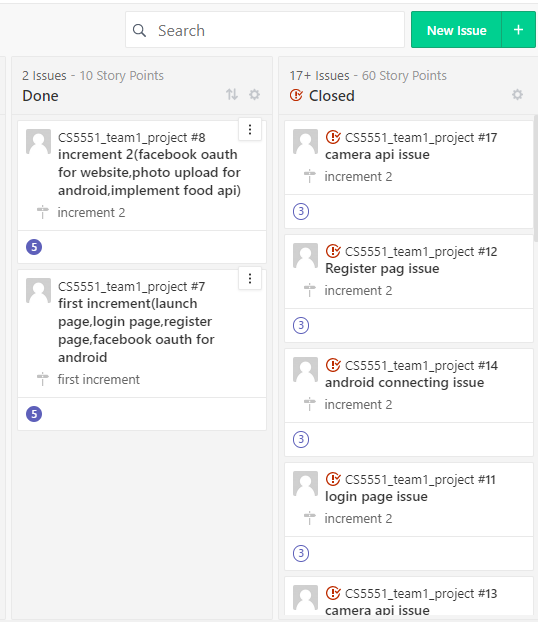 Search
New Issue +
2 Issues - 10 Story Points
Done
CS5551_team1_project #8
increment 2(facebook oauth
for website,photo upload for
android,implement food api)
increment 2
5
CS5551_team1_project #7
first increment(launch
page,login page,register
page,facebook oauth for
android
first increment
5
17+ Issues - 60 Story Points
Closed
CS5551_team1_project #17
camera api issue
increment 2
3
CS5551_team1_project #12
Register pag issue
increment 2
3
CS5551_team1_project #14
android connecting issue
increment 2
3
CS5551_team1_project #11
login page issue
increment 2
3
CS5551_team1_project #13
camera api issue